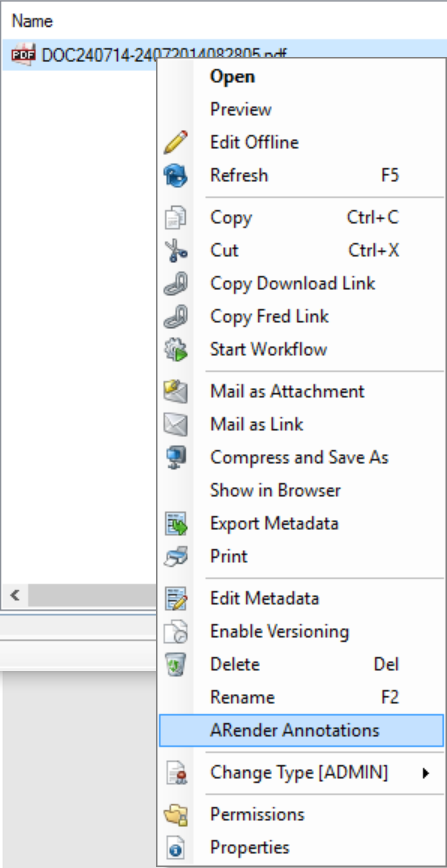 Name
PDF DOC240714-24072014082805.pdf
Open
Preview
Edit Offline
Refresh F5
Copy Ctrl+C
Cut Ctrl+X
Copy Download Link
Copy Fred Link
Start Workflow
Mail as Attachment
Mail as Link
Compress and Save As
Show in Browser
Export Metadata
Print
Edit Metadata
Enable Versioning
Delete Del
Rename F2
ARender Annotations
Change Type [ADMIN]
Permissions
Properties